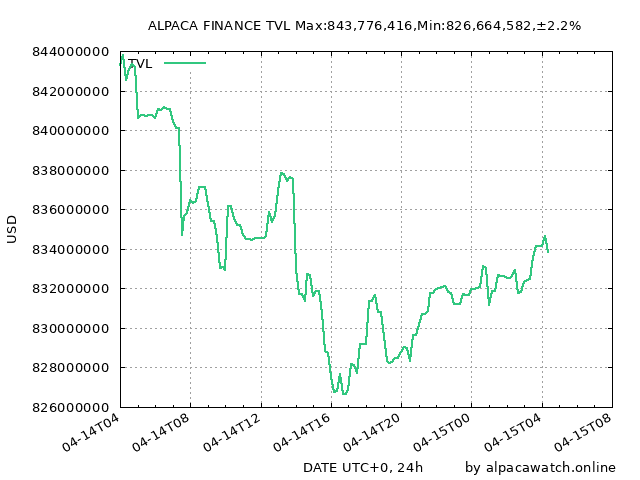 ALPACA FINANCE TVL Max:843,776,416,Min:826,664,582,±2.2%
844000000
TVL
842000000
840000000
838000000
836000000
834000000
832000000
830000000
828000000
826000000
USD
04-14T04
04-14T08
04-14T12
04-14T16
04-14T20
04-15T00
04-15T04
04-15T08
DATE UTC+0, 24h
by alpacawatch.online